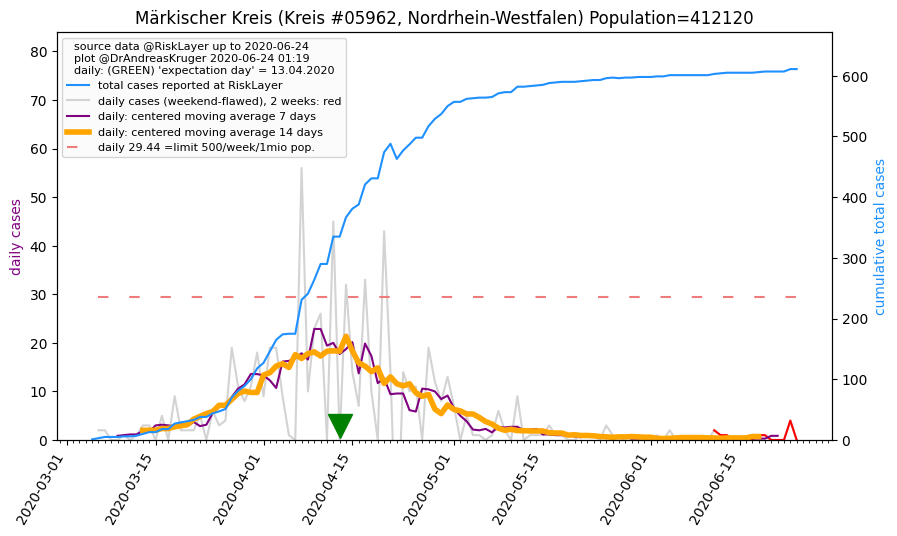 Märkischer Kreis (Kreis #05962, Nordrhein-Westfalen) Population=412120
source data @RiskLayer up to 2020-06-24
plot @DrAndreasKruger 2020-06-24 01:19
daily: (GREEN) 'expectation day' = 13.04.2020
total cases reported at RiskLayer
daily cases (weekend-flawed), 2 weeks: red
daily: centered moving average 7 days
daily: centered moving average 14 days
daily 29.44 =limit 500/week/1mio pop.
daily cases
80
70
60
50
40
30
20
10
0
cumulative total cases
600
500
400
300
200
100
0
2020-03-01
2020-03-15
2020-04-01
2020-04-15
2020-05-01
2020-05-15
2020-06-01
2020-06-15